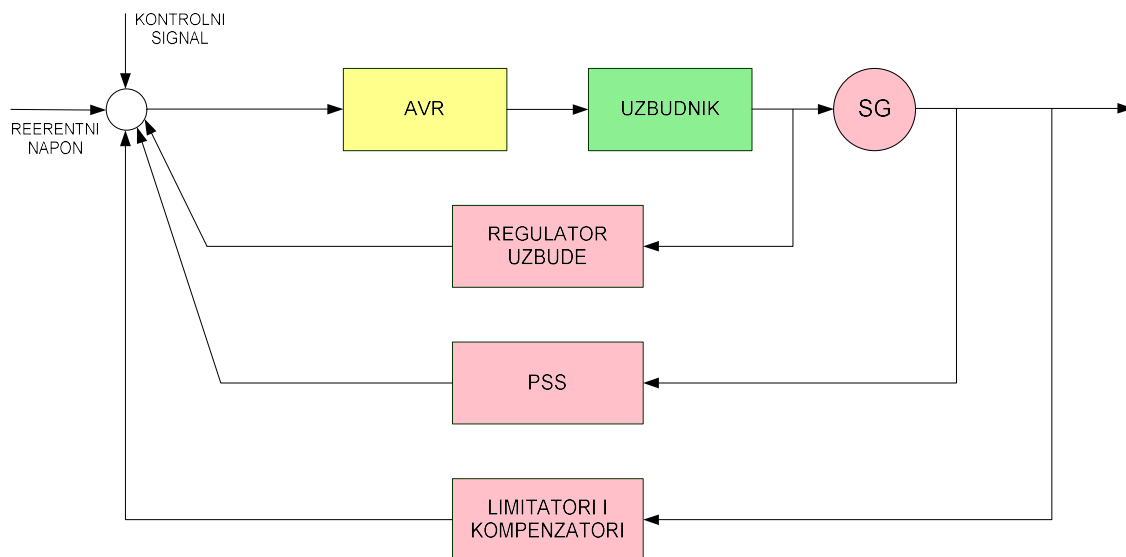 KONTROLNI
SIGNAL
REERENTNI
NAPON
AVR
UZBUDNIK
SG
REGULATOR
UZBUDE
PSS
LIMITATORI I
KOMPENZATORI